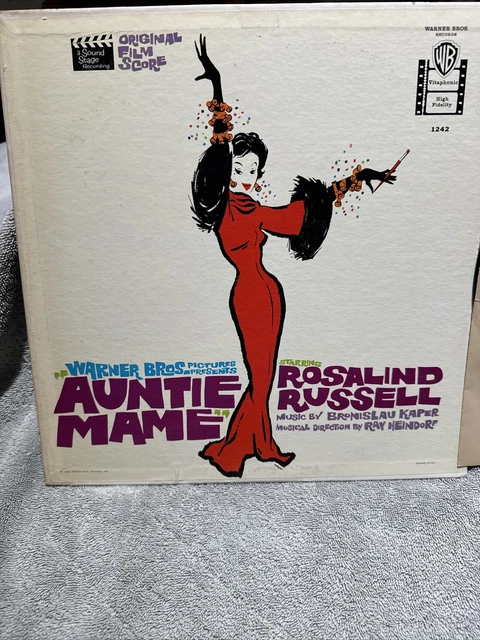 a Sound
Stage
Recording
ORIGINAL
FILM
SCORE
WARNER BROS.
RECORDS
WB
Vitaphonic
High
Fidelity
1242
WARNER BROS. PICTURES
PRESENTS
"AUNTIE
MAME"
STARRING
ROSALIND
RUSSELL
MUSIC BY BRONISLAU KAPER
MUSICAL DIRECTION BY RAY HEINDORF